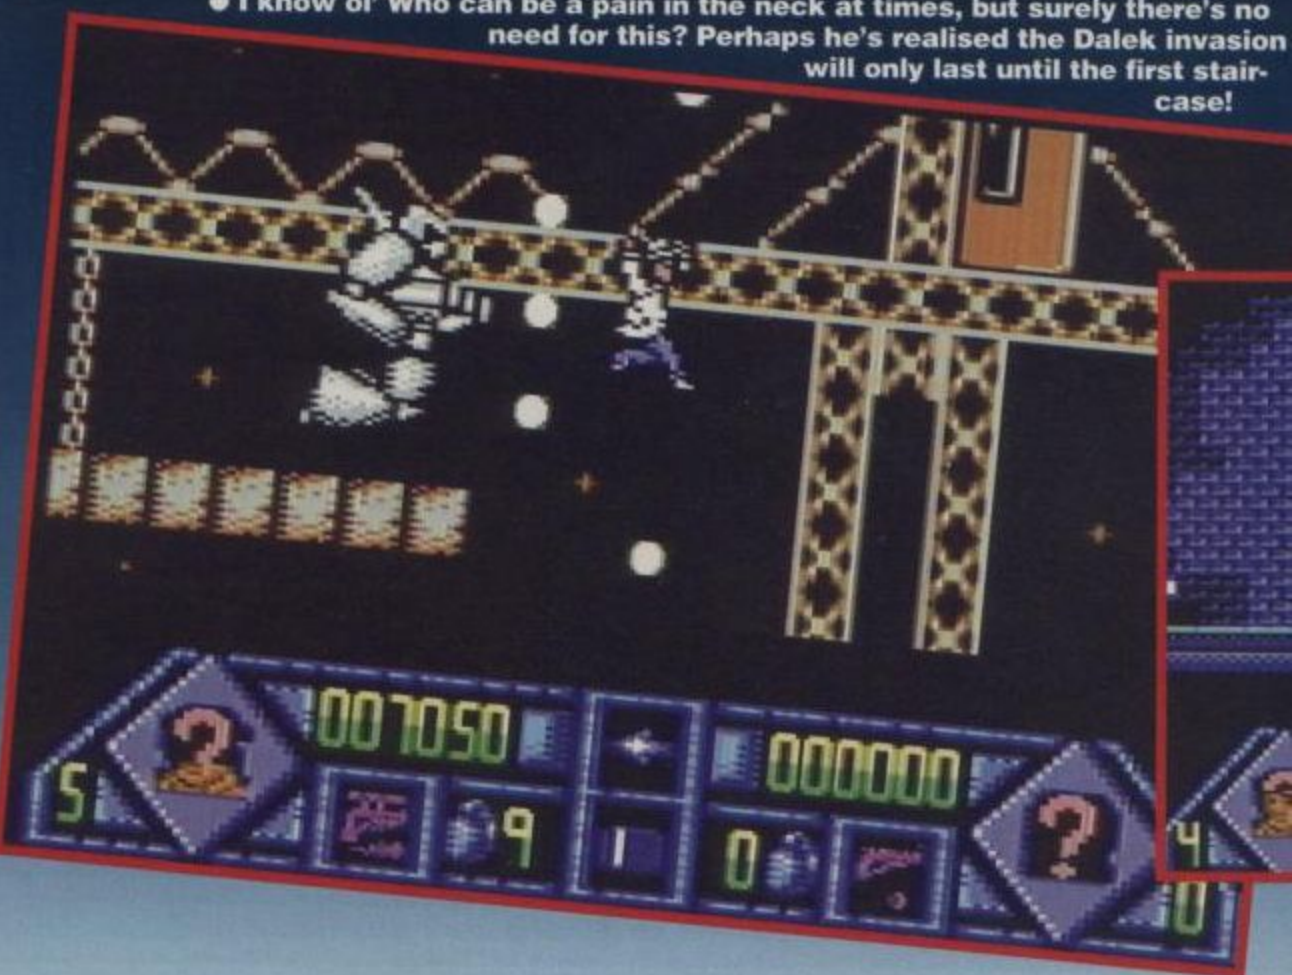 ● I know ol' Who can be a pain in the neck at times, but surely there's no
need for this? Perhaps he's realised the Dalek invasion
will only last until the first stair-
case!
007050
000000
5
?
9
0
?
0
4